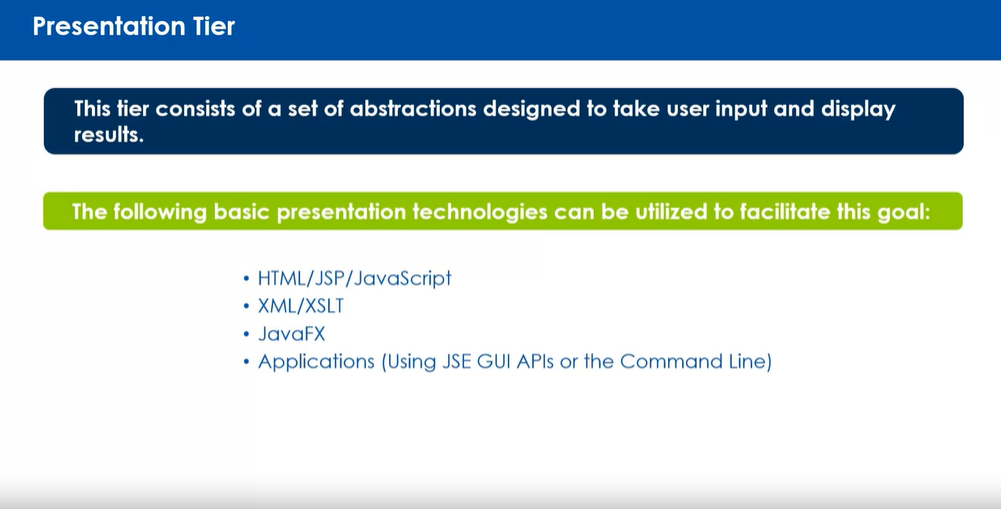 Presentation Tier
This tier consists of a set of abstractions designed to take user input and display
results.
The following basic presentation technologies can be utilized to facilitate this goal:
• HTML/JSP/JavaScript
• XML/XSLT
• JavaFX
• Applications (Using JSE GUI APIs or the Command Line)